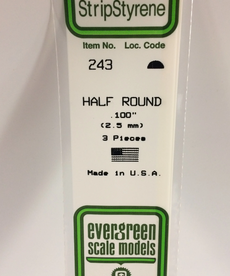 StripStyrene
Item No. Loc. Code
243
HALF ROUND
.100"
(2.5 mm)
3 Pieces
Made in U.S.A.
evergreen
scale models